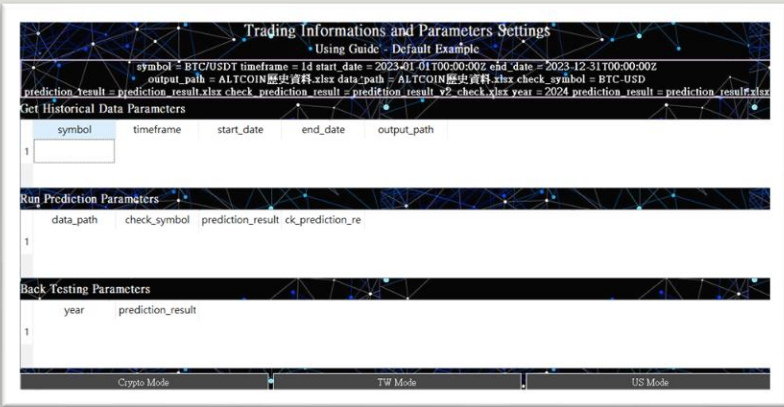 Trading Informations and Parameters Settings
Using Guide - Default Example
symbol = BTC/USDT timeframe = 1d start_date = 2023-01-01T00:00:00Z end_date = 2023-12-31T00:00:00Z
output_path = ALTCOIN歷史資料.xlsx data_path = ALTCOIN歷史資料.xlsx check_symbol = BTC-USD
prediction_result = prediction_result.xlsx check_prediction_result = prediction_result_v2_check.xlsx year = 2024 prediction_result = prediction_result.xlsx
Get Historical Data Parameters
symbol timeframe start_date end_date output_path
1
Run Prediction Parameters
data_path check_symbol prediction_result ck_prediction_re
1
Back Testing Parameters
year prediction_result
1
Crypto Mode TW Mode US Mode